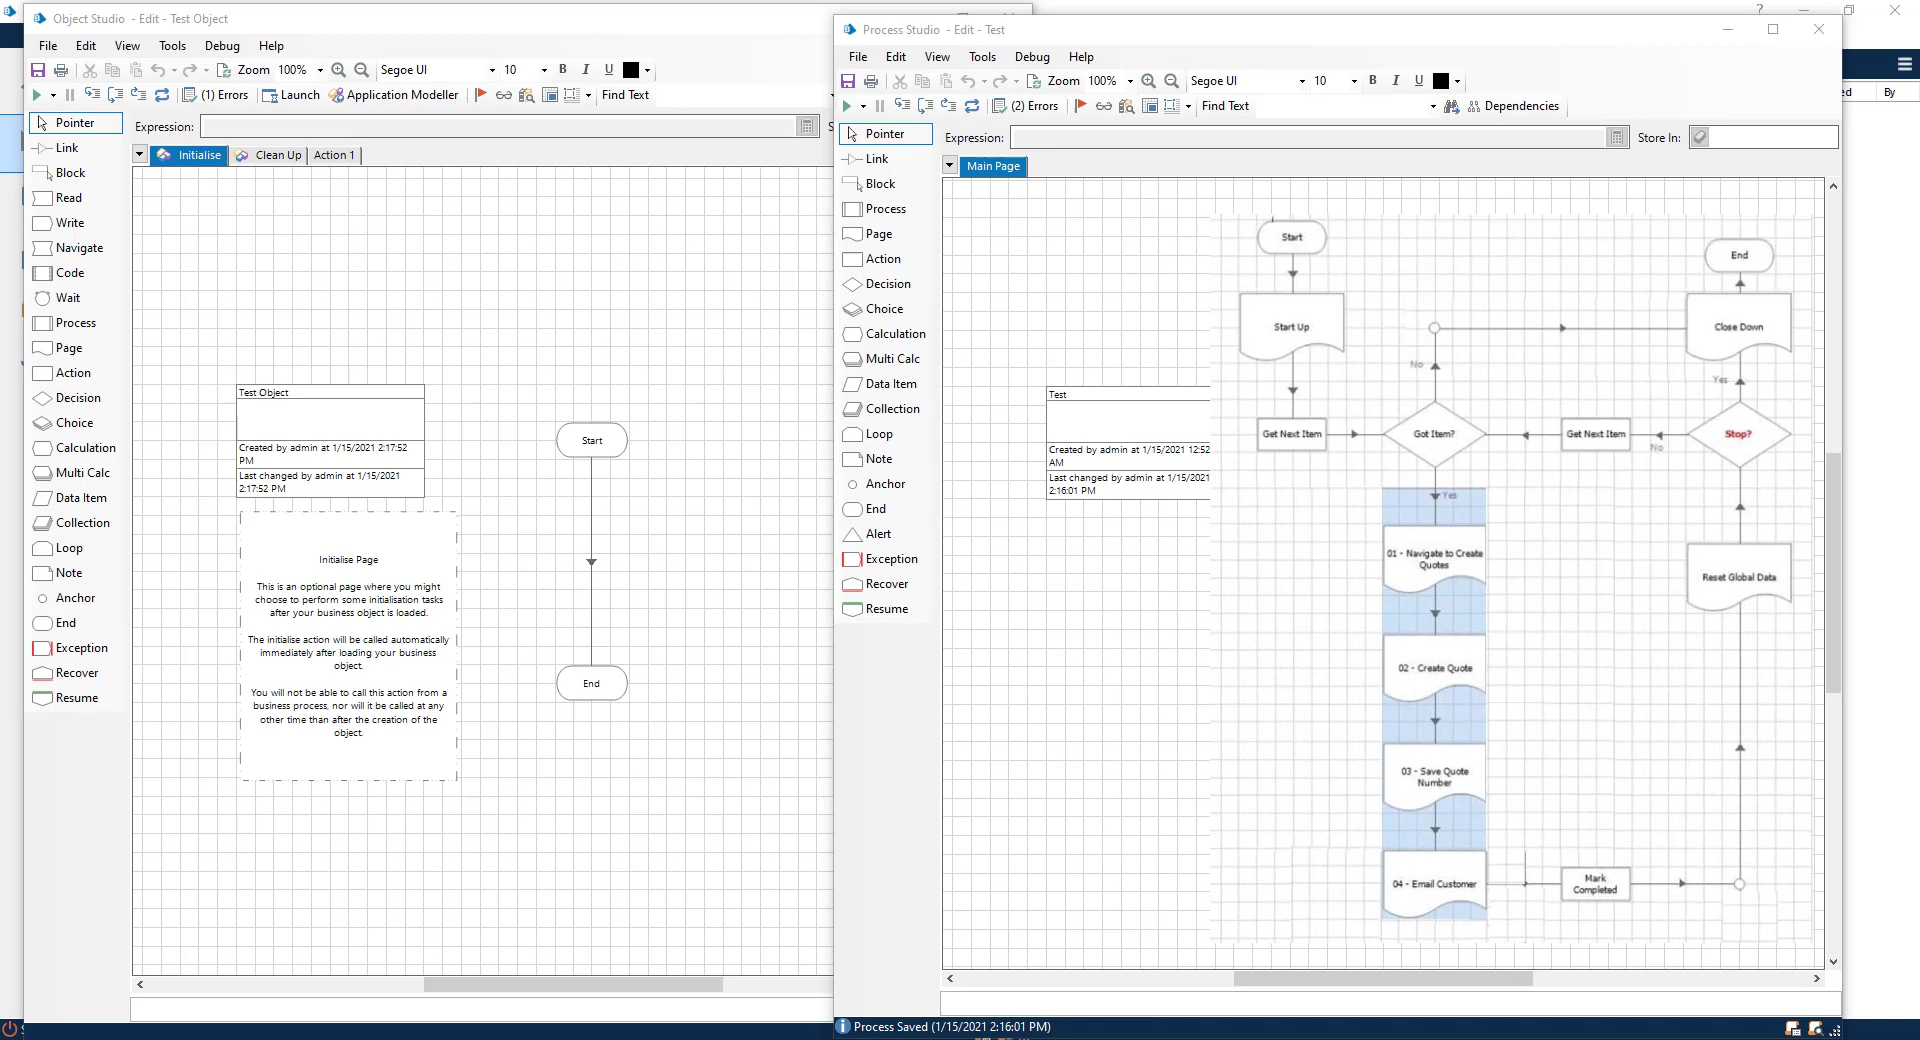 Object Studio - Edit - Test Object
File Edit View Tools Debug Help
Zoom 100% Segoe UI 10 B I U
(1) Errors Launch Application Modeller Find Text
Pointer
Link
Block
Read
Write
Navigate
Code
Wait
Process
Page
Action
Decision
Choice
Calculation
Multi Calc
Data Item
Collection
Loop
Note
Anchor
End
Exception
Recover
Resume
Expression:
Initialise Clean Up Action 1
Test Object
Created by admin at 1/15/2021 2:17:52
PM
Last changed by admin at 1/15/2021
2:17:52 PM
Initialise Page
This is an optional page where you might
choose to perform some initialisation tasks
after your business object is loaded.
The initialise action will be called automatically
immediately after loading your business
object.
You will not be able to call this action from a
business process, nor will it be called at any
other time than after the creation of the
object.
Start
End
Process Studio - Edit - Test
File Edit View Tools Debug Help
Zoom 100% Segoe UI 10 B I U
(2) Errors Find Text Dependencies
Pointer
Link
Block
Process
Page
Action
Decision
Choice
Calculation
Multi Calc
Data Item
Collection
Loop
Note
Anchor
End
Alert
Exception
Recover
Resume
Expression: Store In:
Main Page
Test
Created by admin at 1/15/2021 12:52
AM
Last changed by admin at 1/15/2021
2:16:01 PM
Start
Start Up
Get Next Item
Got Item?
No
Yes
01 - Navigate to Create
Quotes
02 - Create Quote
03 - Save Quote
Number
04 - Email Customer
Mark
Completed
Reset Global Data
Stop?
No
Get Next Item
Yes
Close Down
End
Process Saved (1/15/2021 2:16:01 PM)
ed By